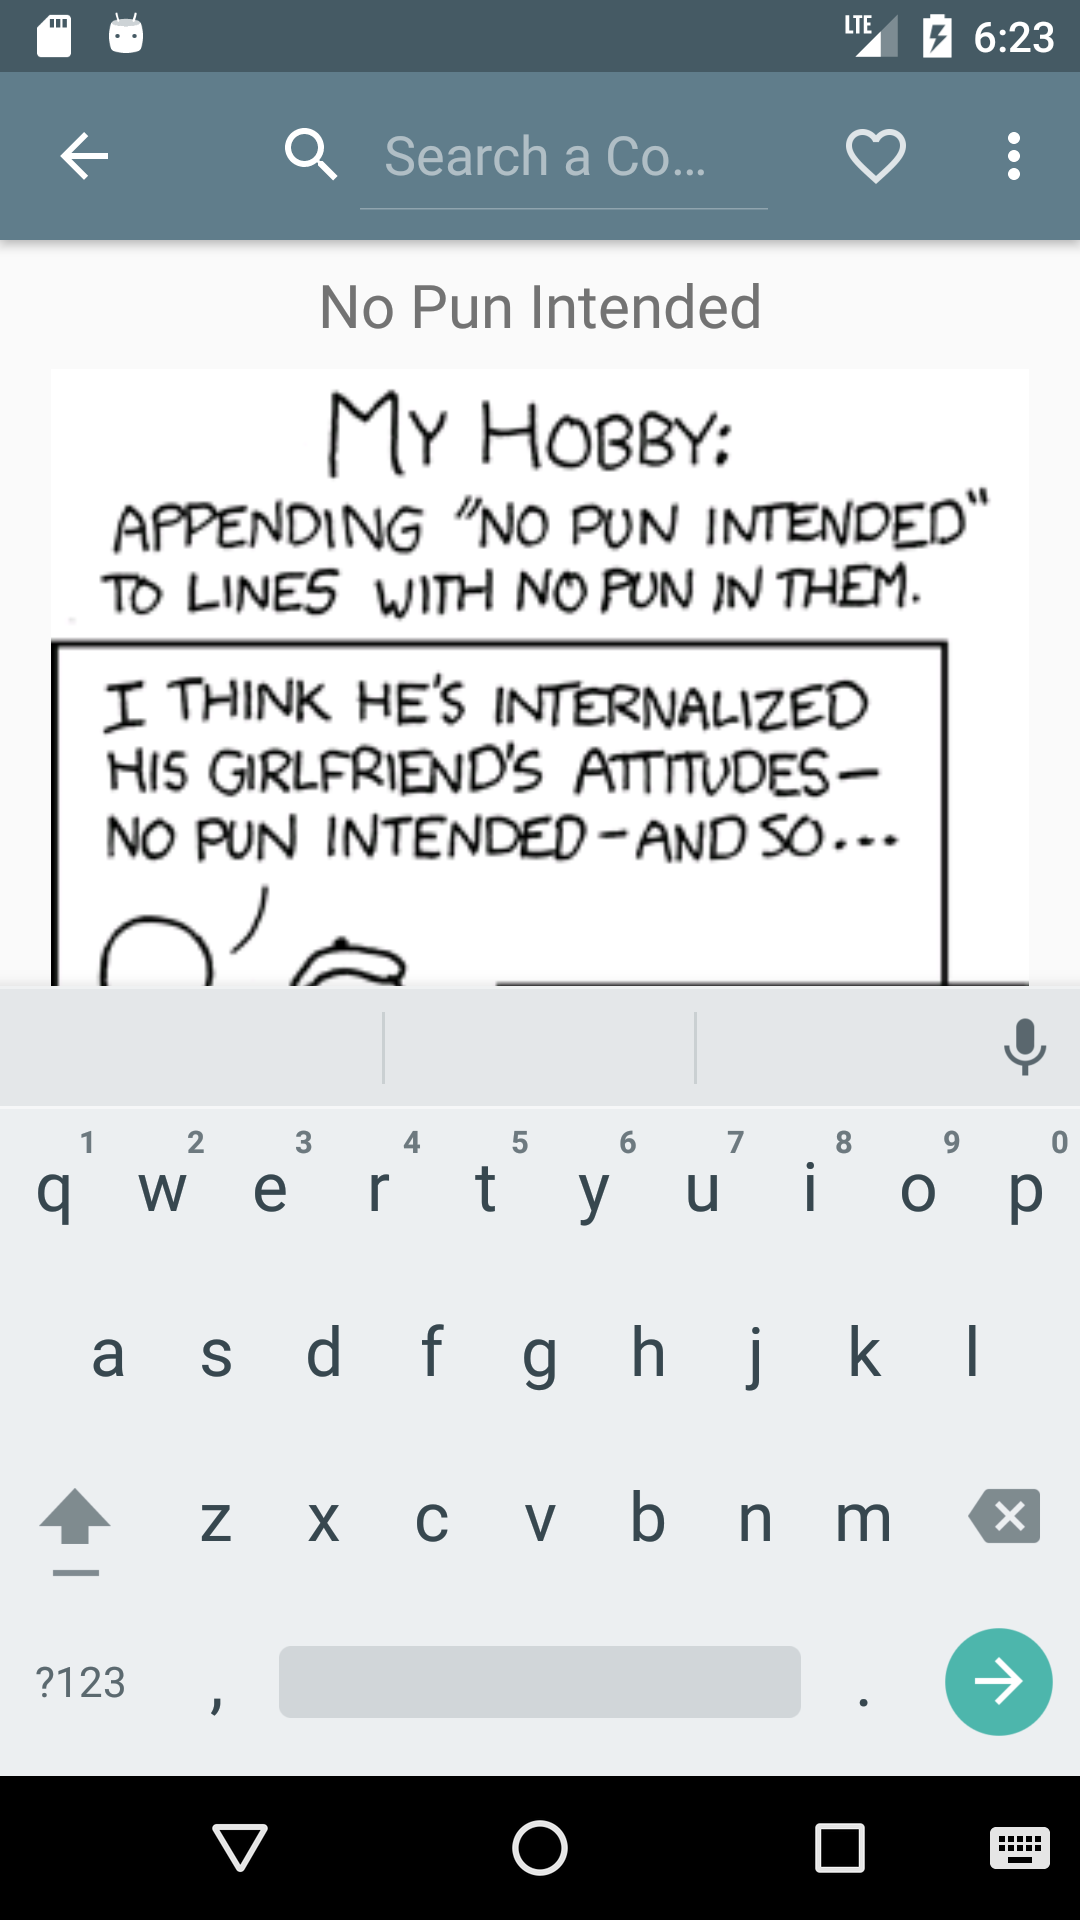 LTE 6:23
Search a Co...
No Pun Intended
MY HOBBY:
APPENDING "NO PUN INTENDED"
TO LINES WITH NO PUN IN THEM.
I THINK HE'S INTERNALIZED
HIS GIRLFRIEND'S ATTITUDES—
NO PUN INTENDED-AND SO...
1 2 3 4 5 6 7 8 9 0
q w e r t y u i o p
a s d f g h j k l
z x c v b n m
?123 , .